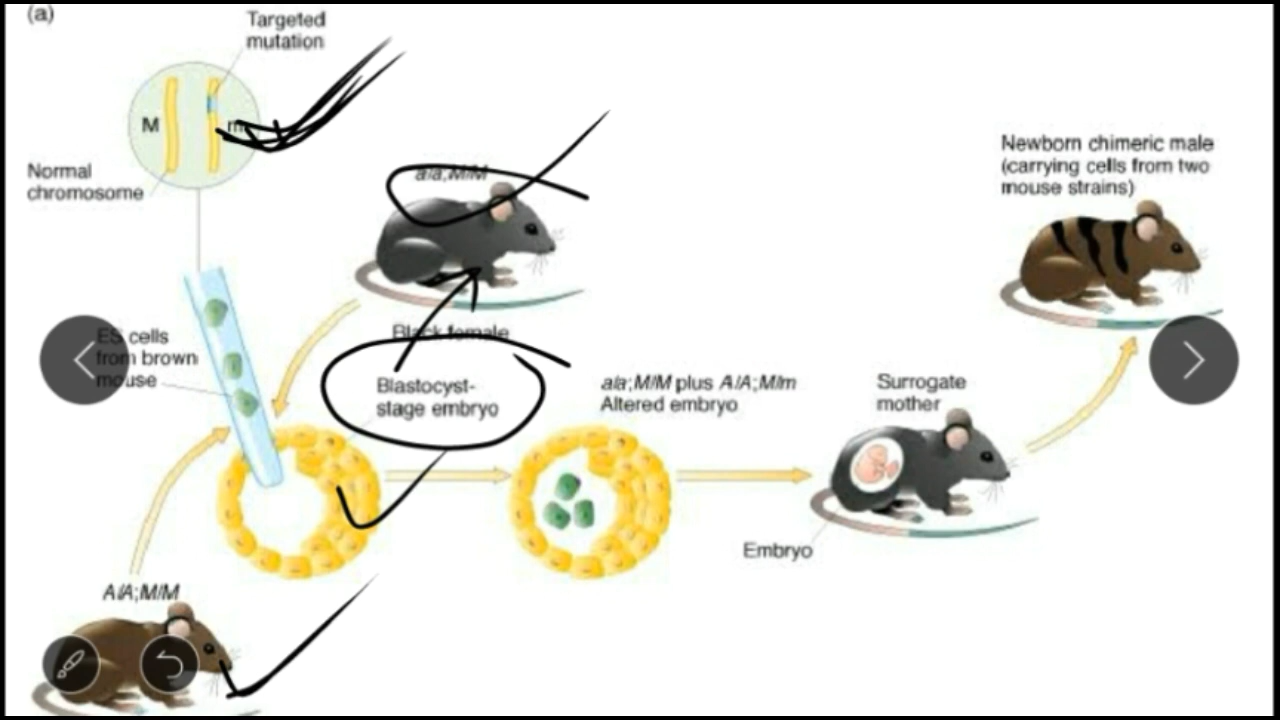 (a)
Targeted
mutation
M
m
Normal
chromosome
a/a;M/M
Newborn chimeric male
(carrying cells from two
mouse strains)
ES cells
from brown
mouse
Black female
Blastocyst-
stage embryo
a/a;M/M plus A/A;M/m
Altered embryo
Surrogate
mother
Embryo
A/A;M/M